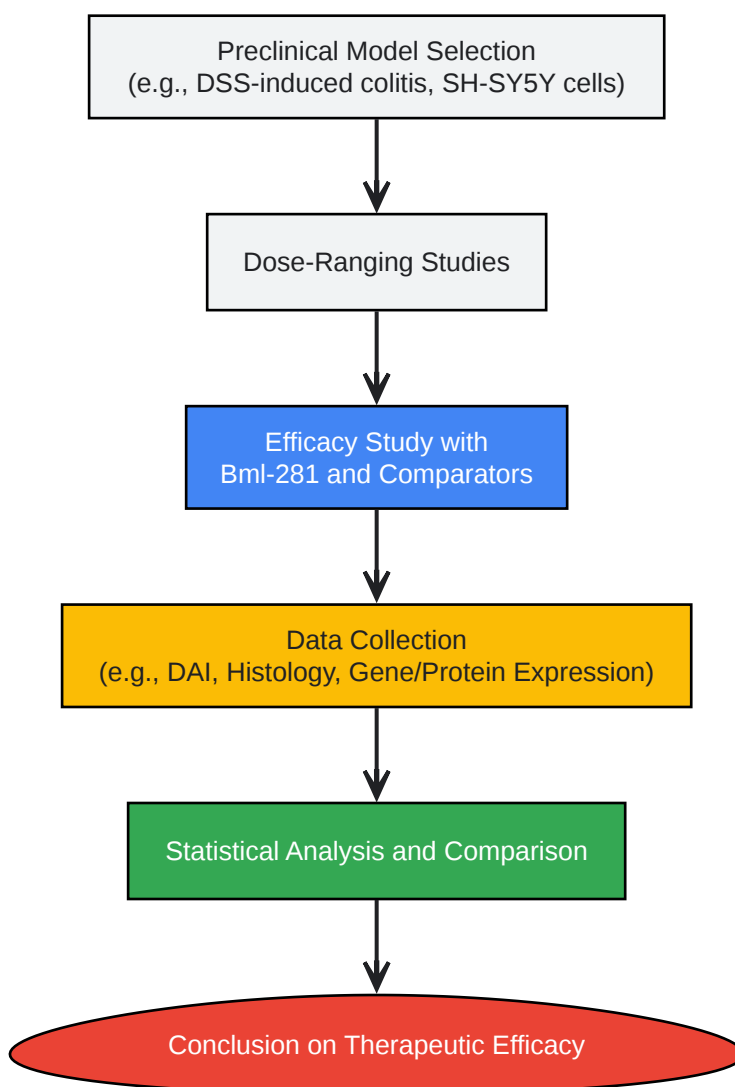 Preclinical Model Selection
(e.g., DSS-induced colitis, SH-SY5Y cells)
Dose-Ranging Studies
Efficacy Study with
Bml-281 and Comparators
Data Collection
(e.g., DAI, Histology, Gene/Protein Expression)
Statistical Analysis and Comparison
Conclusion on Therapeutic Efficacy